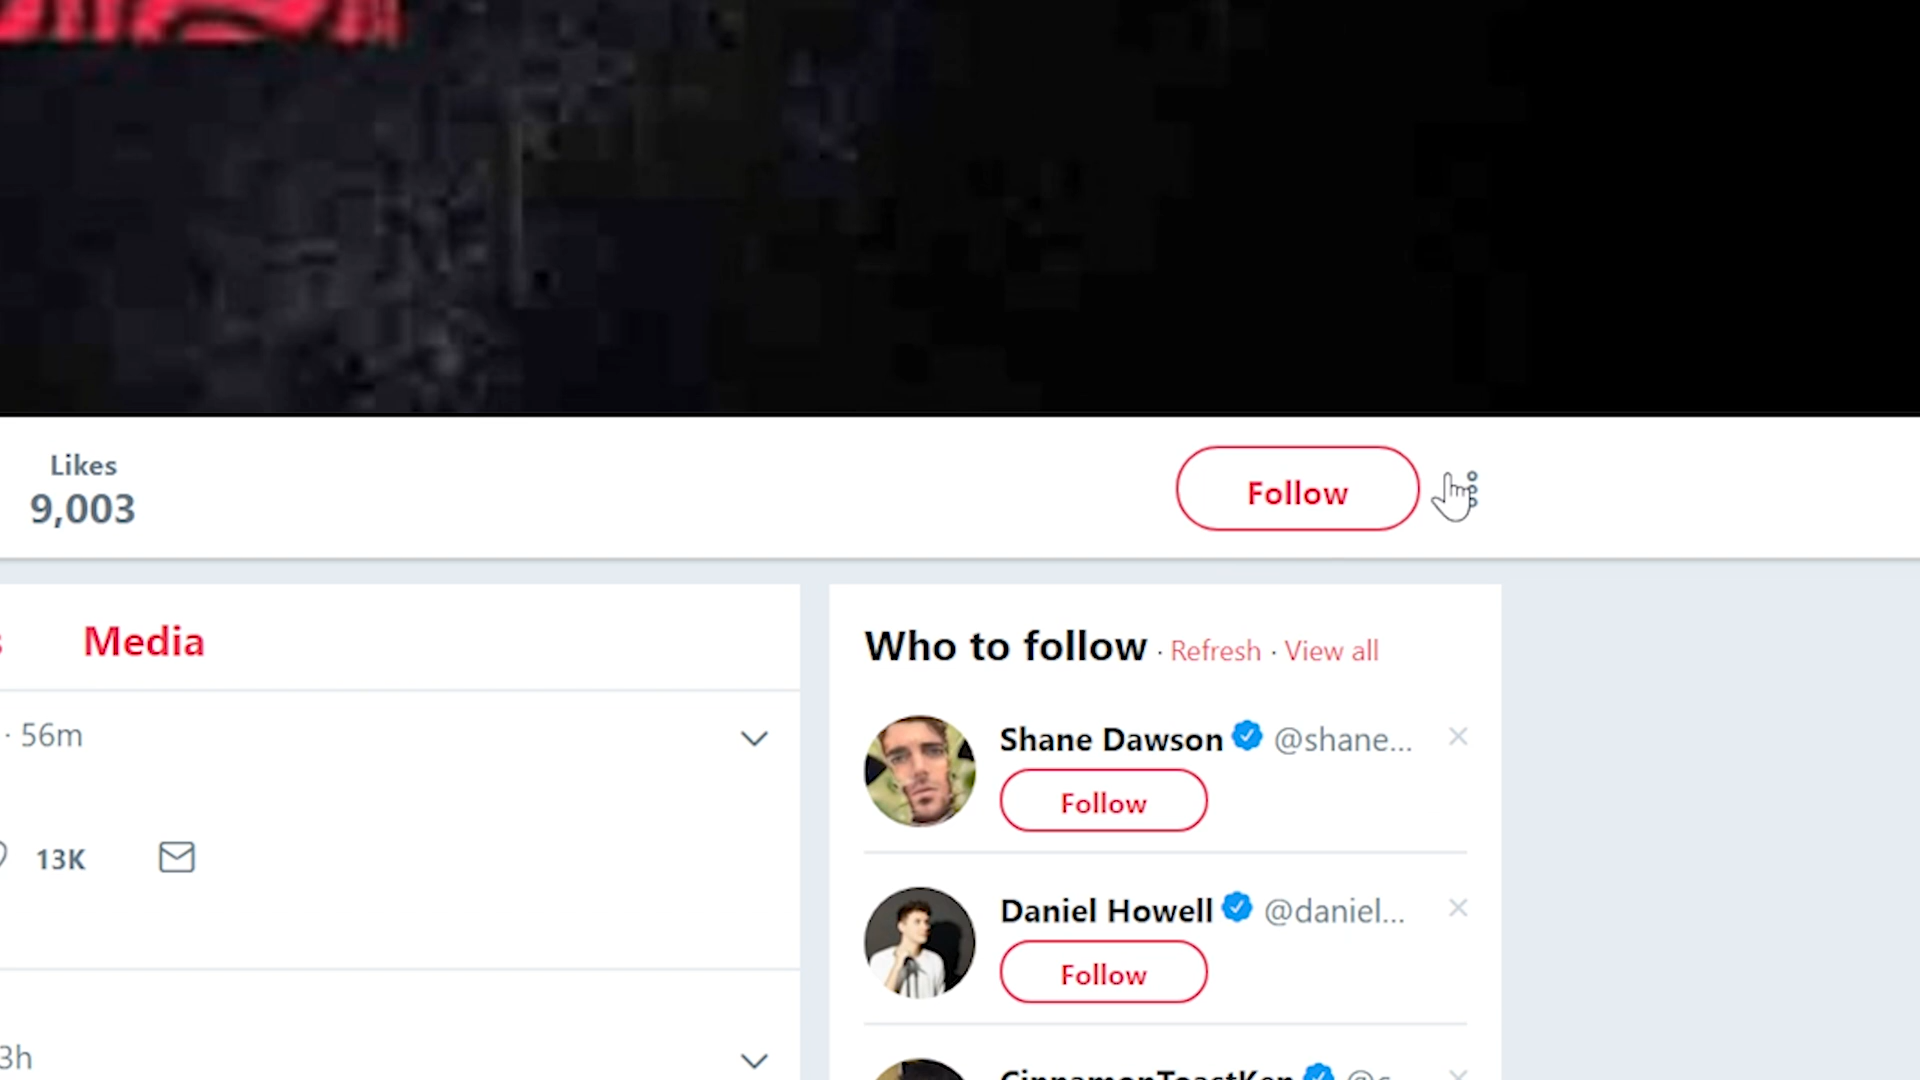 Likes
9,003
Follow
Media
Who to follow · Refresh · View all
· 56m
Shane Dawson @shane...
Follow
13K
Daniel Howell @daniel...
Follow
3h
CinnamonToastKen @c...